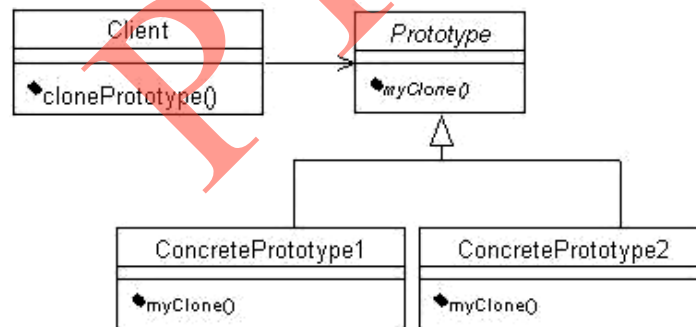 Client
clonePrototype()
Prototype
myClone()
ConcretePrototype1
myClone()
ConcretePrototype2
myClone()